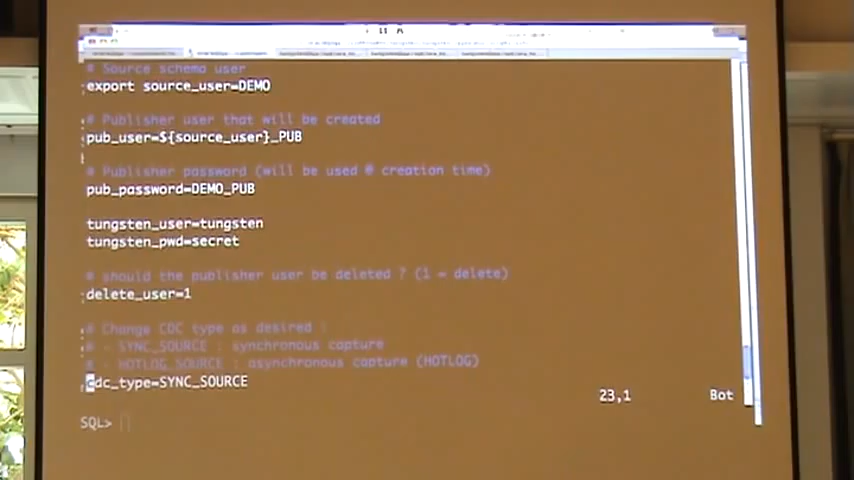 # Source schema user
export source_user=DEMO
# Publisher user that will be created
pub_user=${source_user}_PUB
# Publisher password (will be used @ creation time)
pub_password=DEMO_PUB
tungsten_user=tungsten
tungsten_pwd=secret
# should the publisher user be deleted ? (1 = delete)
delete_user=1
# Change CDC type as desired :
# - SYNC_SOURCE : synchronous capture
# - HOTLOG_SOURCE : asynchronous capture (HOTLOG)
cdc_type=SYNC_SOURCE
23,1
Bot
SQL>